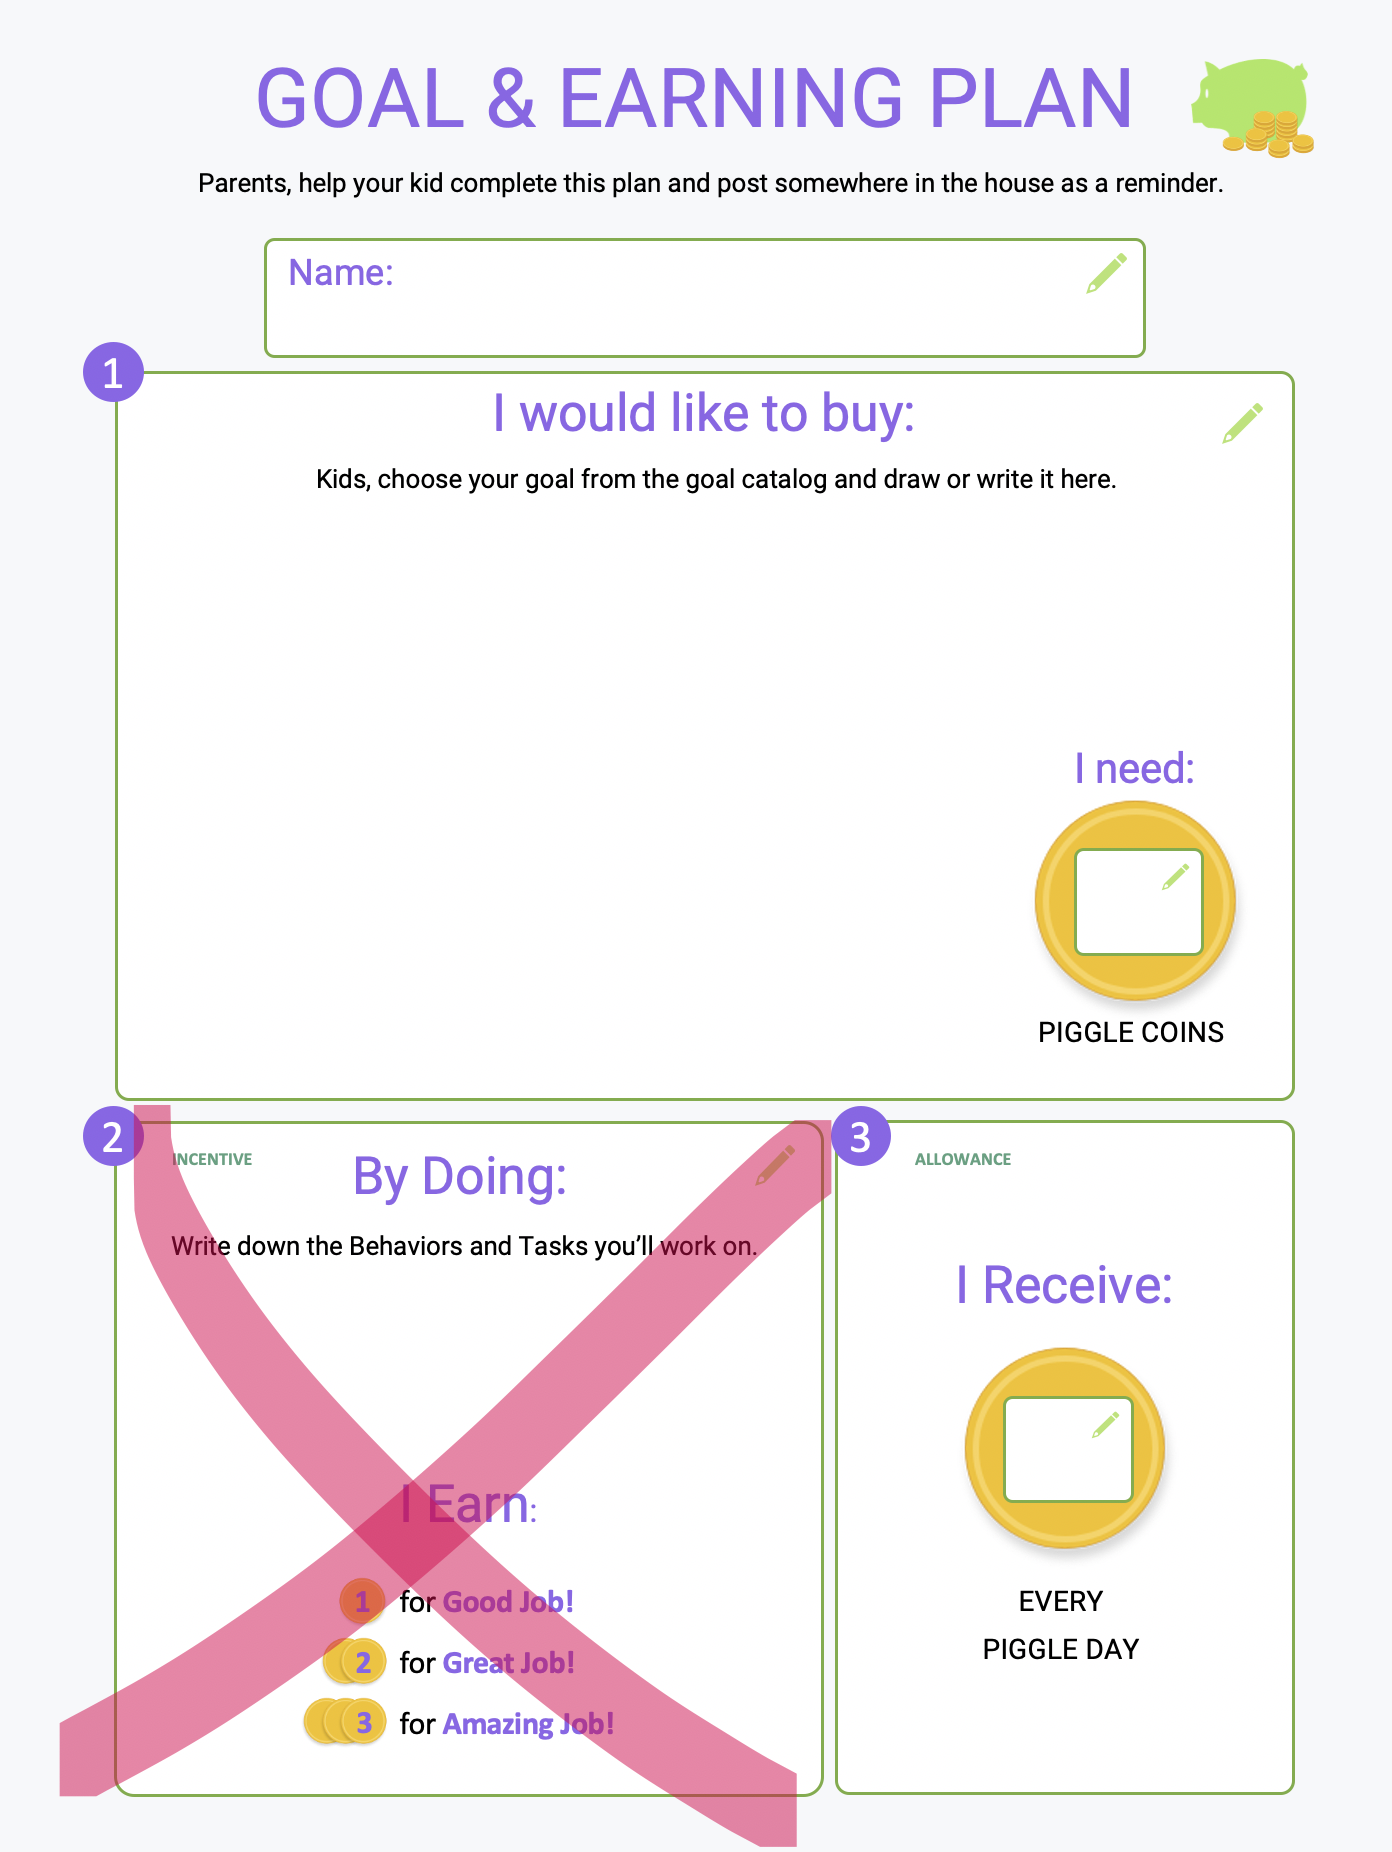 GOAL & EARNING PLAN
Parents, help your kid complete this plan and post somewhere in the house as a reminder.
Name:
1
I would like to buy:
Kids, choose your goal from the goal catalog and draw or write it here.
I need:
PIGGLE COINS
2
INCENTIVE
By Doing:
Write down the Behaviors and Tasks you’ll work on.
I Earn:
1 for Good Job!
2 for Great Job!
3 for Amazing Job!
3
ALLOWANCE
I Receive:
EVERY
PIGGLE DAY